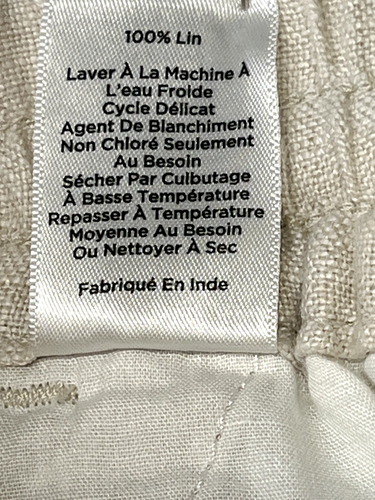 100% Lin
Laver À La Machine À
L'eau Froide
Cycle Délicat
Agent De Blanchiment
Non Chloré Seulement
Au Besoin
Sécher Par Culbutage
À Basse Température
Repasser À Température
Moyenne Au Besoin
Ou Nettoyer À Sec
Fabriqué En Inde